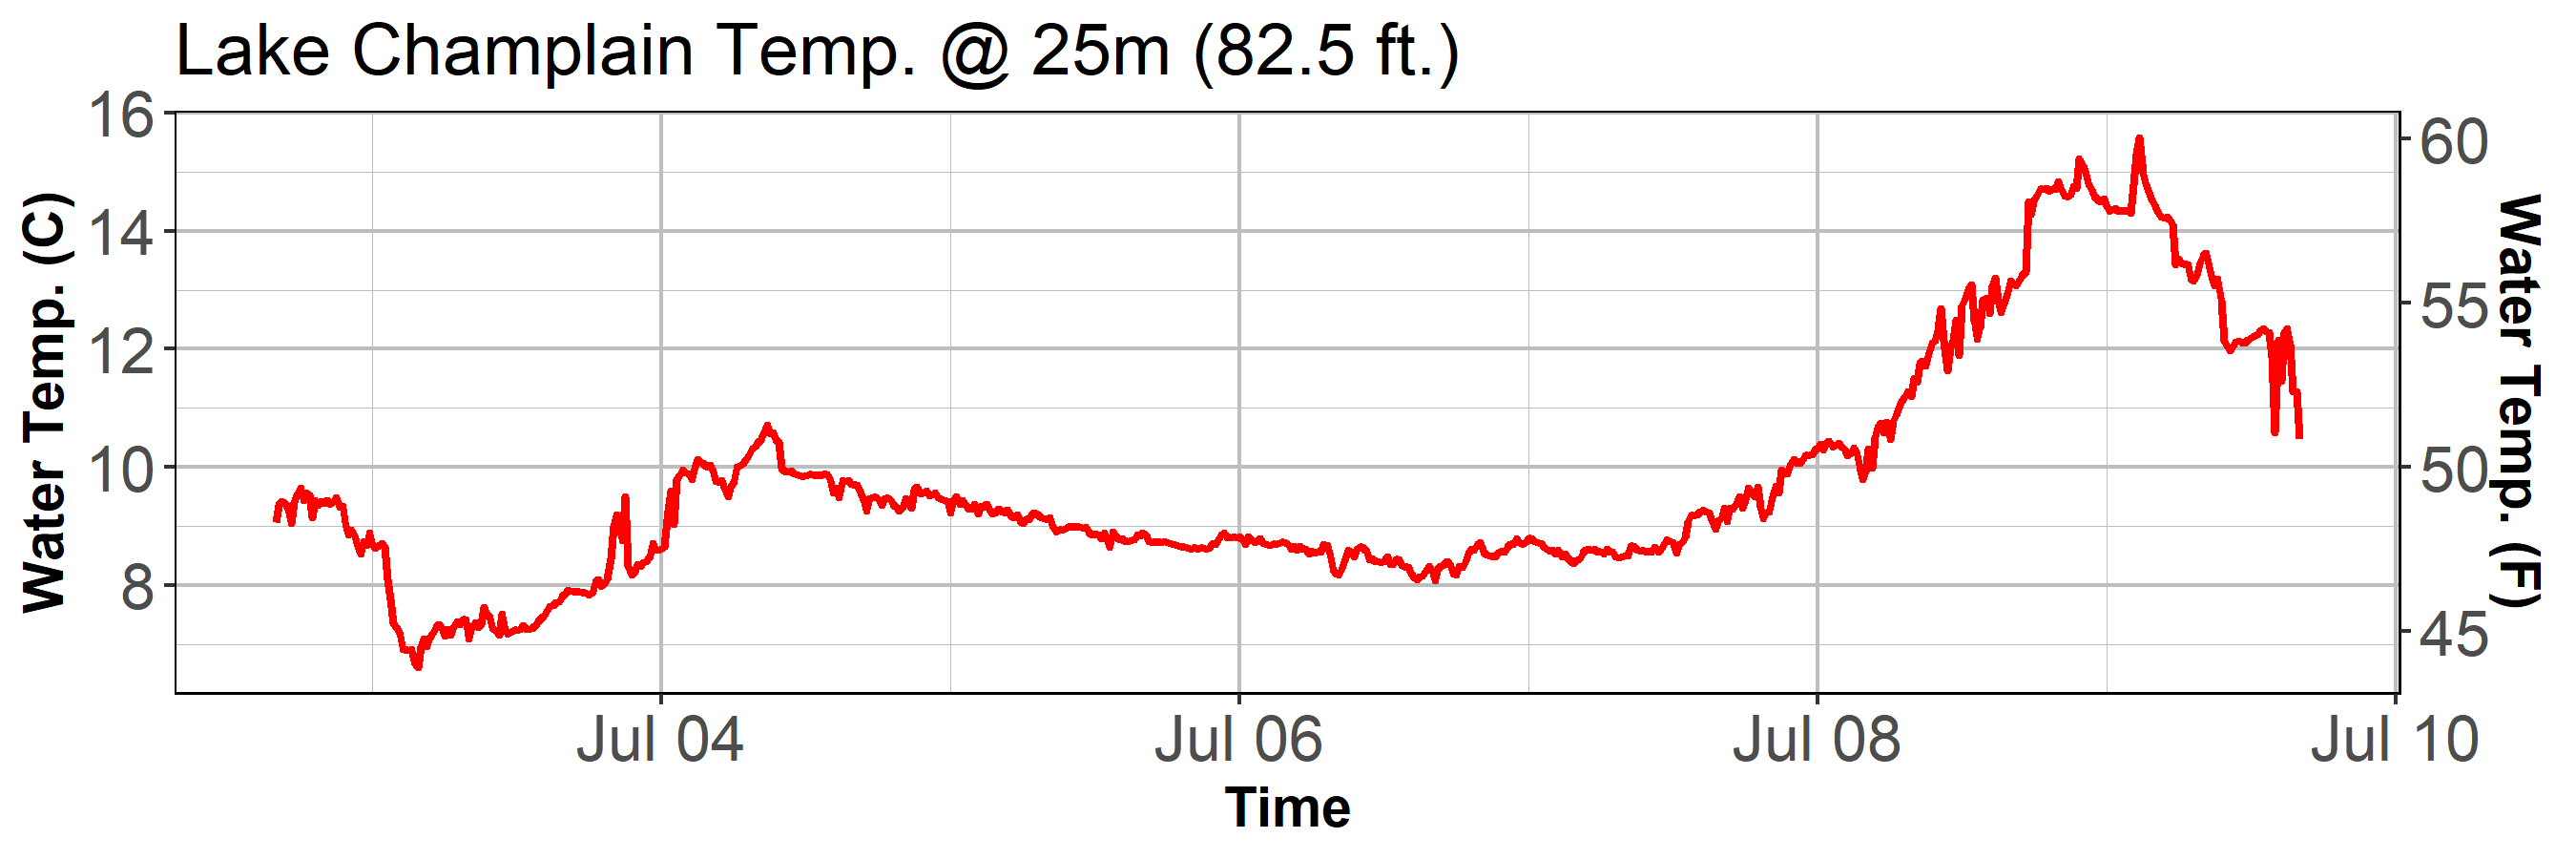 Lake Champlain Temp. @ 25m (82.5 ft.)
Water Temp. (C)
16
14
12
10
8
60
55
50
45
Water Temp. (F)
Jul 04
Jul 06
Jul 08
Jul 10
Time